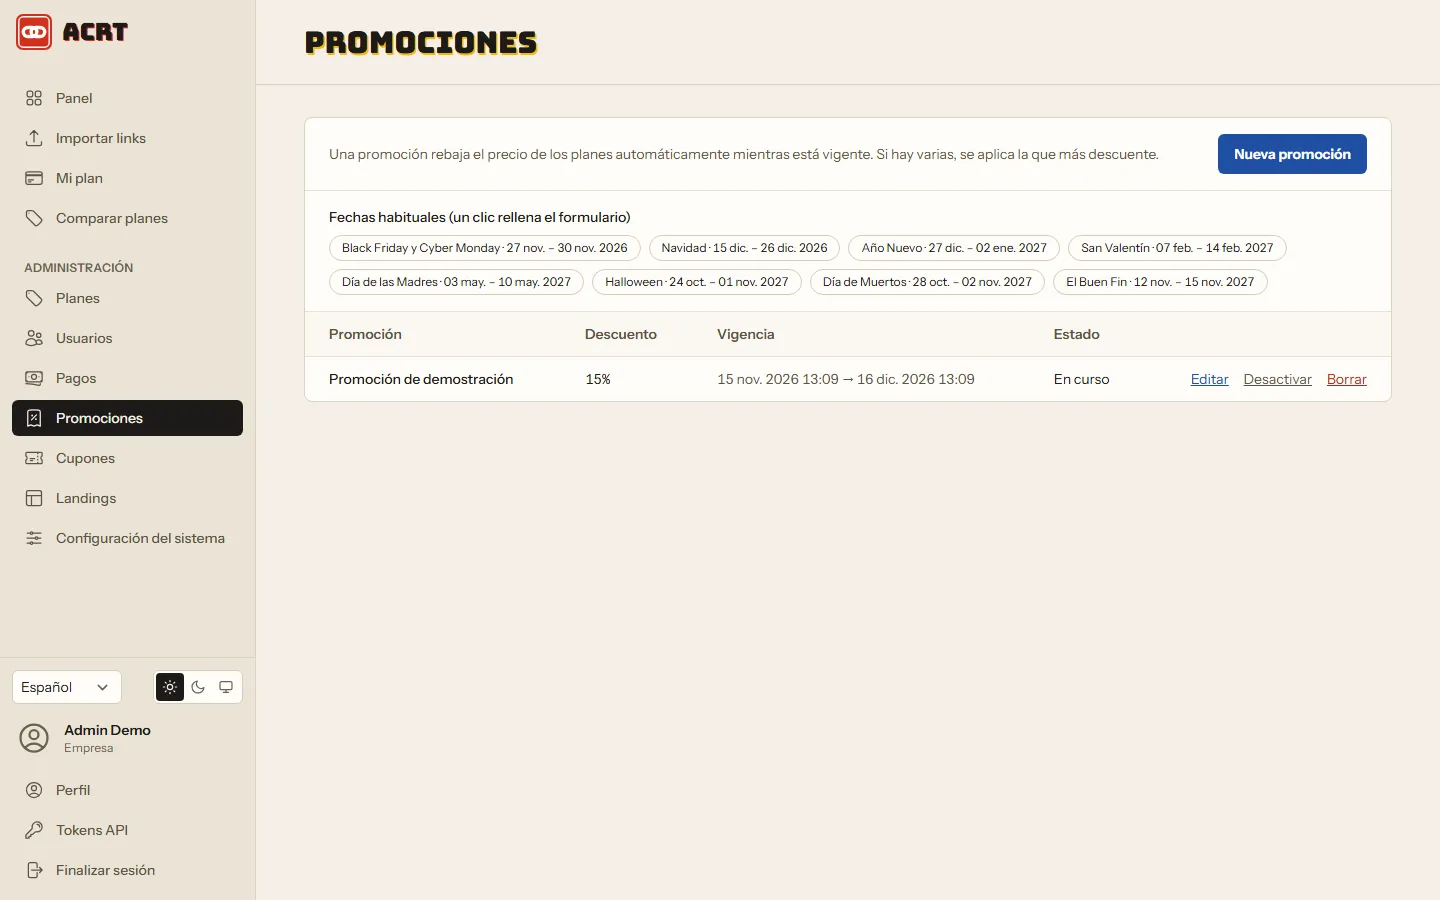 ACRT
Panel
Importar links
Mi plan
Comparar planes
ADMINISTRACIÓN
Planes
Usuarios
Pagos
Promociones
Cupones
Landings
Configuración del sistema
Español
Admin Demo
Empresa
Perfil
Tokens API
Finalizar sesión
PROMOCIONES
Una promoción rebaja el precio de los planes automáticamente mientras está vigente. Si hay varias, se aplica la que más descuente.
Nueva promoción
Fechas habituales (un clic rellena el formulario)
Black Friday y Cyber Monday · 27 nov. – 30 nov. 2026
Navidad · 15 dic. – 26 dic. 2026
Año Nuevo · 27 dic. – 02 ene. 2027
San Valentín · 07 feb. – 14 feb. 2027
Día de las Madres · 03 may. – 10 may. 2027
Halloween · 24 oct. – 01 nov. 2027
Día de Muertos · 28 oct. – 02 nov. 2027
El Buen Fin · 12 nov. – 15 nov. 2027
Promoción Descuento Vigencia Estado
Promoción de demostración 15% 15 nov. 2026 13:09 → 16 dic. 2026 13:09 En curso Editar Desactivar Borrar